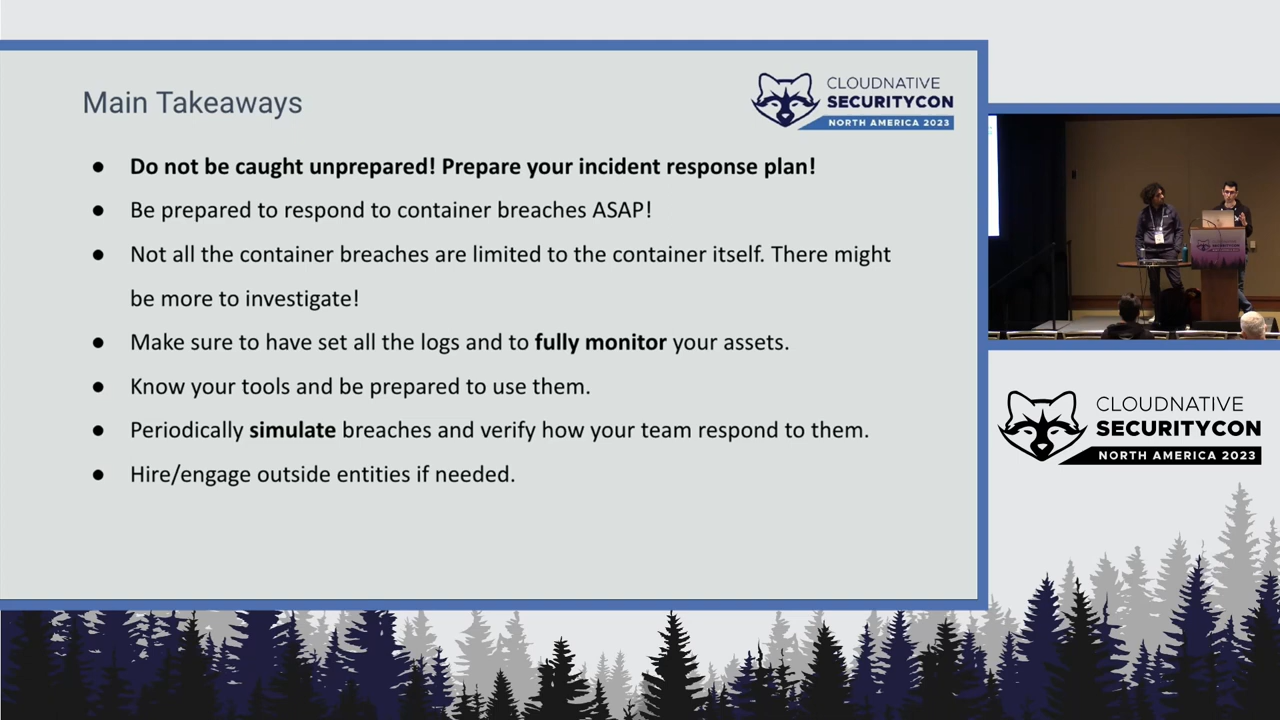 Main Takeaways
CLOUDNATIVE
SECURITYCON
NORTH AMERICA 2023
● Do not be caught unprepared! Prepare your incident response plan!
● Be prepared to respond to container breaches ASAP!
● Not all the container breaches are limited to the container itself. There might
be more to investigate!
● Make sure to have set all the logs and to fully monitor your assets.
● Know your tools and be prepared to use them.
● Periodically simulate breaches and verify how your team respond to them.
● Hire/engage outside entities if needed.
CLOUDNATIVE
SECURITYCON
NORTH AMERICA 2023